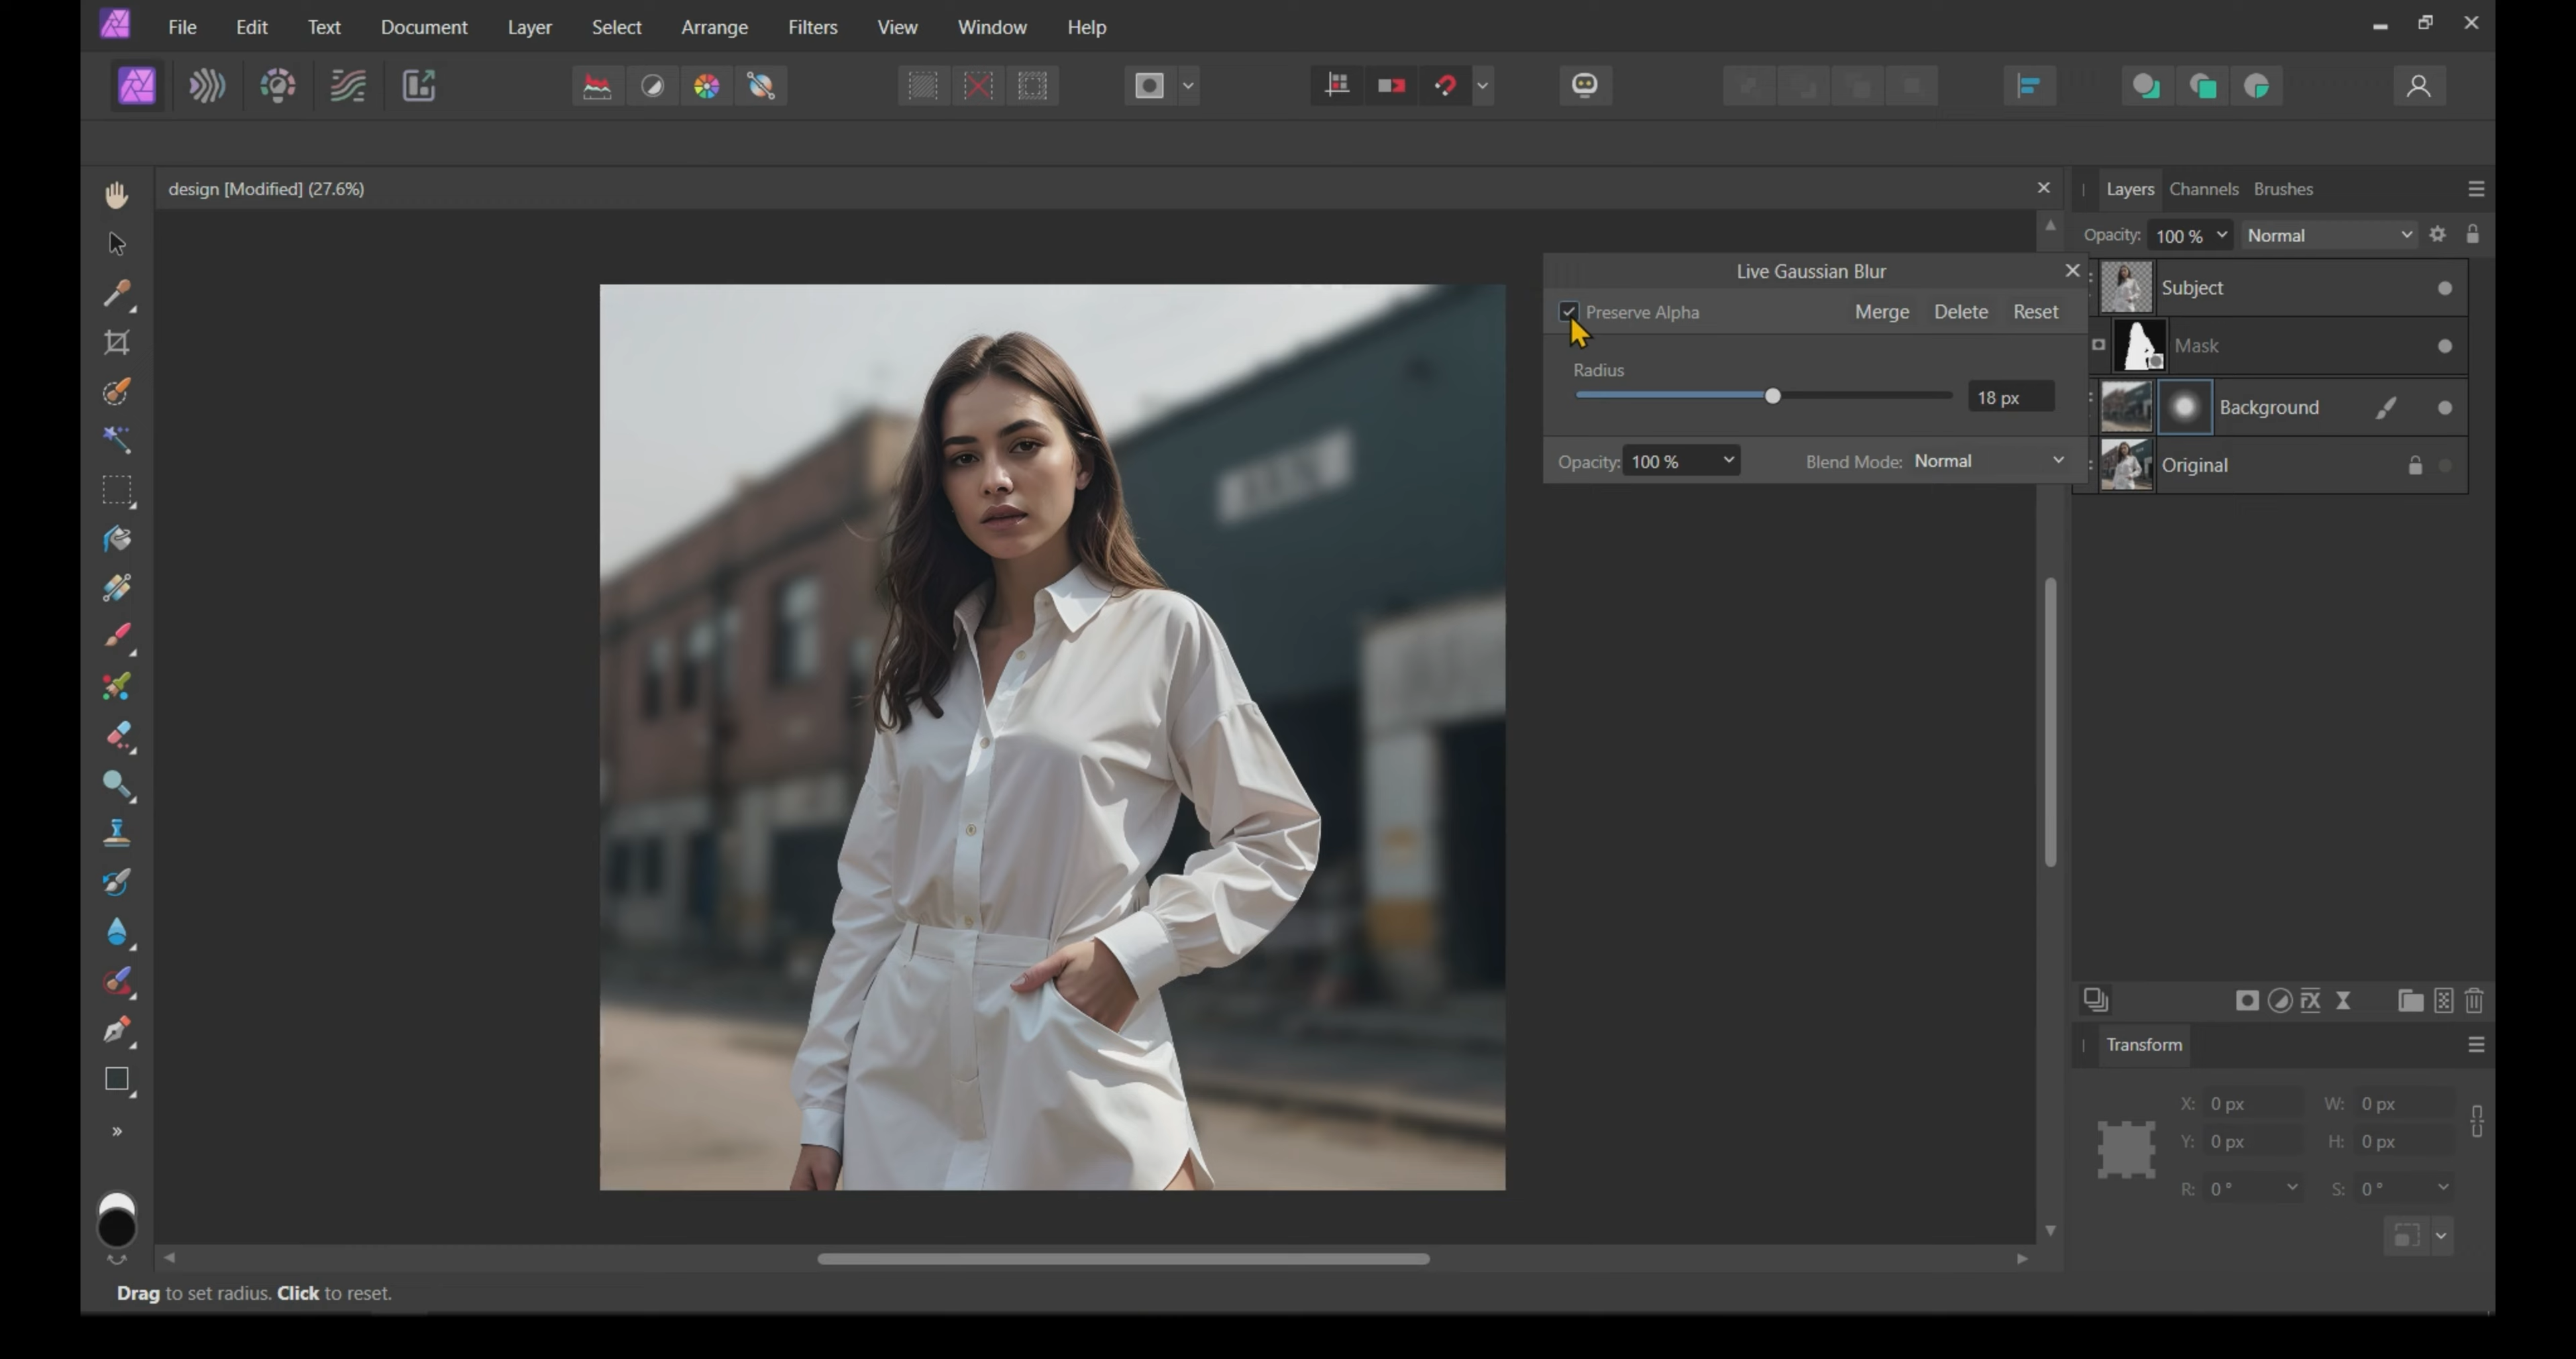 File Edit Text Document Layer Select Arrange Filters View Window Help
design [Modified] (27.6%)
Layers Channels Brushes
Opacity: 100 % Normal
Live Gaussian Blur
Preserve Alpha Merge Delete Reset
Radius
18 px
Opacity: 100 % Blend Mode: Normal
Subject
Mask
Background
Original
Transform
X: 0 px W: 0 px
Y: 0 px H: 0 px
R: 0 ° S: 0 °
Drag to set radius. Click to reset.